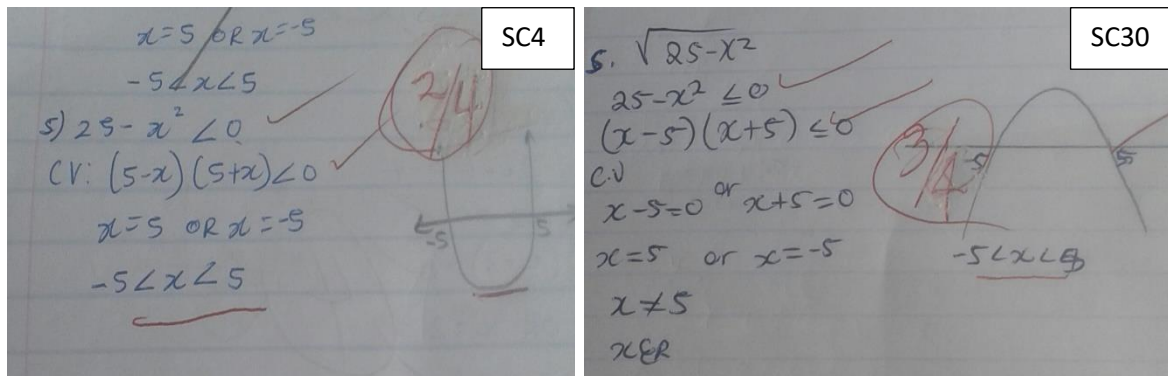 SC4
x=5 OR x=-5
-5<x<5
5) 25-x² <0
CV: (5-x)(5+x)<0
x=5 OR x=-5
-5<x<5
2/4
-5 5
SC30
5. √25-x²
25-x² ≤0
(x-5)(x+5) ≤0
C.V
x-5=0 or x+5=0
x=5 or x=-5
x≠5
xεR
3/4
-5 5
-5<x<5